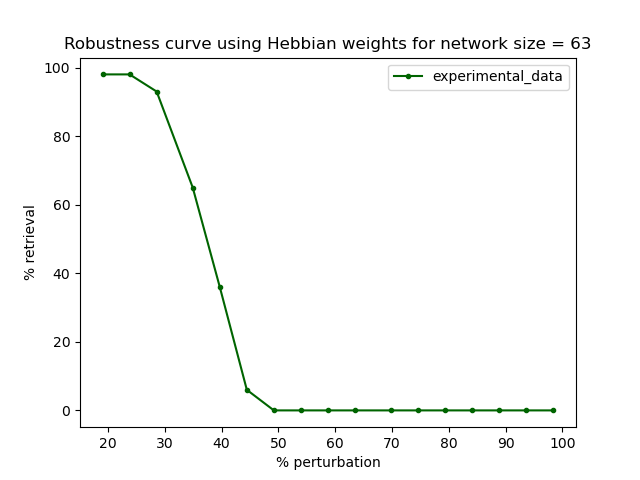 Robustness curve using Hebbian weights for network size = 63
experimental_data
100
80
60
40
20
0
% retrieval
20 30 40 50 60 70 80 90 100
% perturbation